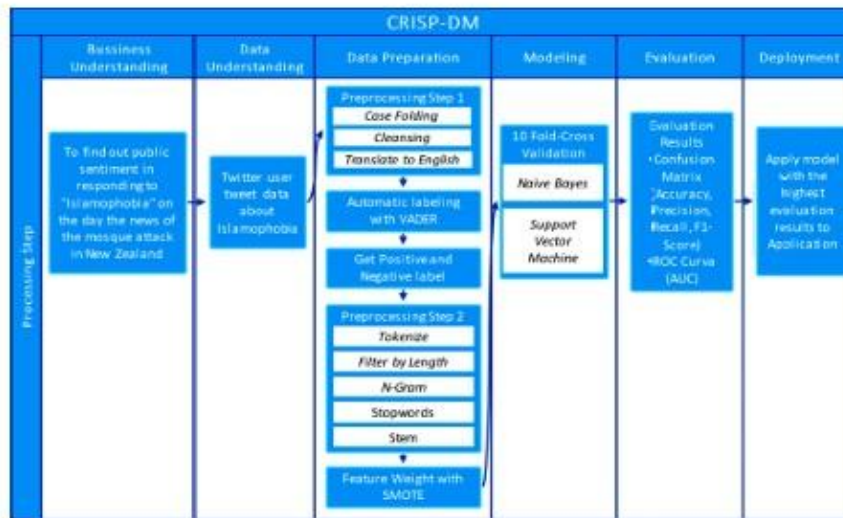 CRISP-DM
Processing Step
Bussiness
Understanding
Data
Understanding
Data Preparation
Modeling
Evaluation
Deployment
To find out public
sentiment in
responding to
"Islamophobia" on
the day the news of
the mosque attack
in New Zealand
Twitter user
tweet data
about
Islamophobia
Preprocessing Step 1
Case Folding
Cleansing
Translate to English
Automatic labeling
with VADER
Get Positive and
Negative label
Preprocessing Step 2
Tokenize
Filter by Length
N-Gram
Stopwords
Stem
Feature Weight with
SMOTE
10 Fold-Cross
Validation
Naive Bayes
Support
Vector
Machine
Evaluation
Results
•Confusion
Matrix
(Accuracy,
Precision,
Recall, F1-
Score)
•ROC Curva
(AUC)
Apply model
with the
highest
evaluation
results to
Application